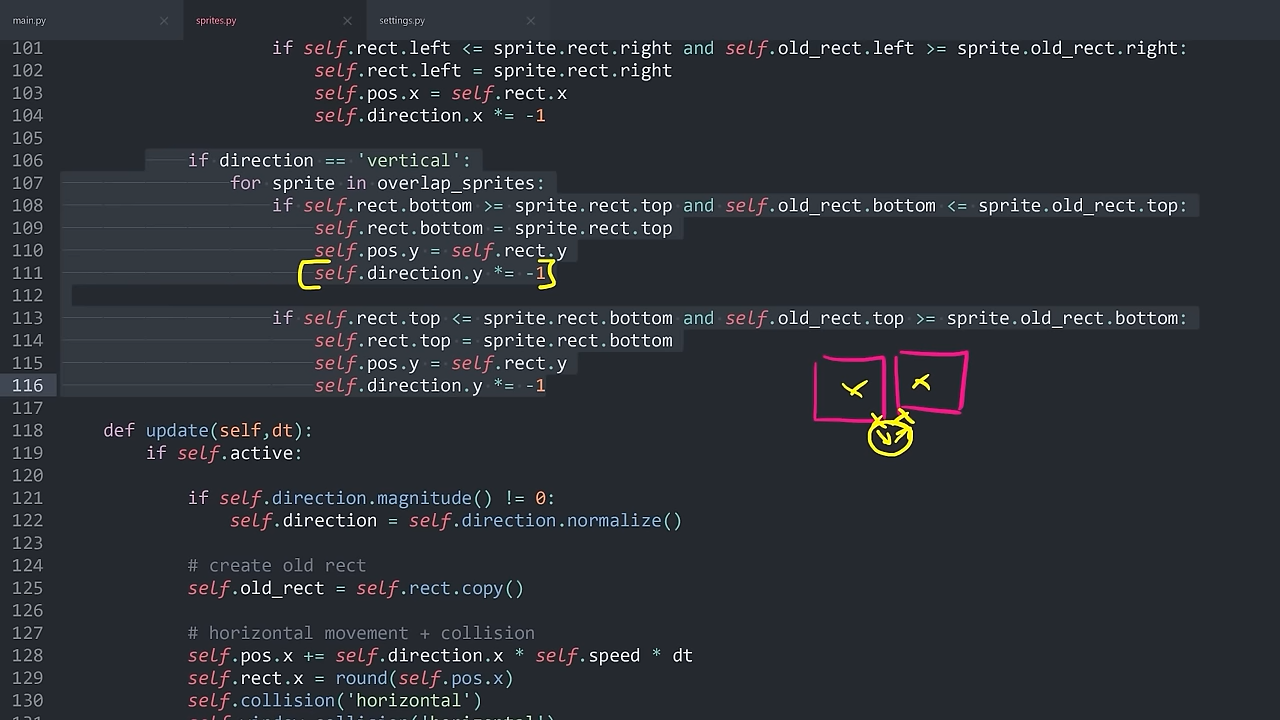 main.py
sprites.py
settings.py
101 if self.rect.left <= sprite.rect.right and self.old_rect.left >= sprite.old_rect.right:
102 self.rect.left = sprite.rect.right
103 self.pos.x = self.rect.x
104 self.direction.x *= -1
105
106 if direction == 'vertical':
107 for sprite in overlap_sprites:
108 if self.rect.bottom >= sprite.rect.top and self.old_rect.bottom <= sprite.old_rect.top:
109 self.rect.bottom = sprite.rect.top
110 self.pos.y = self.rect.y
111 self.direction.y *= -1
112
113 if self.rect.top <= sprite.rect.bottom and self.old_rect.top >= sprite.old_rect.bottom:
114 self.rect.top = sprite.rect.bottom
115 self.pos.y = self.rect.y
116 self.direction.y *= -1
117
118 def update(self,dt):
119 if self.active:
120
121 if self.direction.magnitude() != 0:
122 self.direction = self.direction.normalize()
123
124 # create old rect
125 self.old_rect = self.rect.copy()
126
127 # horizontal movement + collision
128 self.pos.x += self.direction.x * self.speed * dt
129 self.rect.x = round(self.pos.x)
130 self.collision('horizontal')